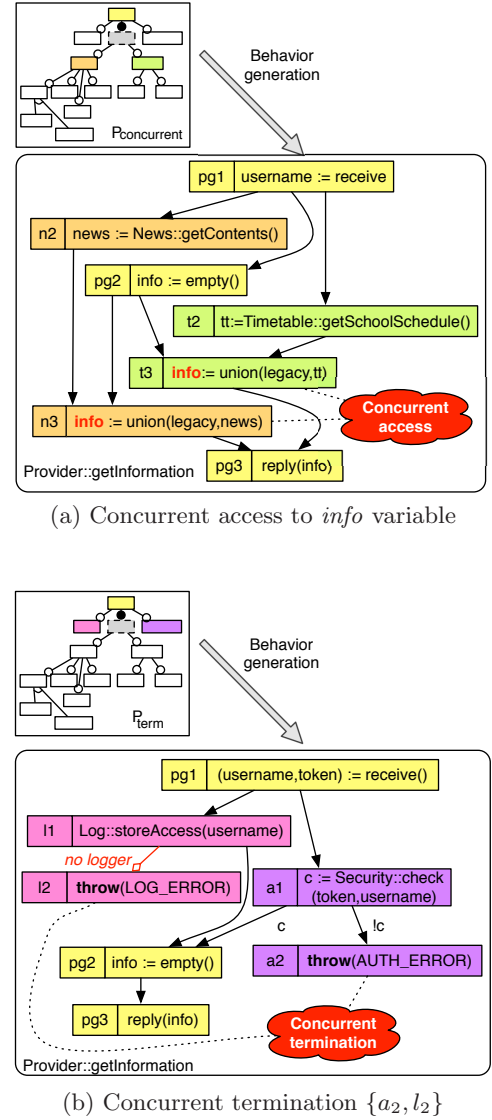 Behavior
generation
Pconcurrent
pg1 username := receive
n2 news := News::getContents()
pg2 info := empty()
t2 tt:=Timetable::getSchoolSchedule()
t3 info:= union(legacy,tt)
Concurrent
access
n3 info := union(legacy,news)
pg3 reply(info)
Provider::getInformation
(a) Concurrent access to info variable
Behavior
generation
Pterm
pg1 (username,token) := receive()
l1 Log::storeAccess(username)
no logger
l2 throw(LOG_ERROR)
a1 c := Security::check
(token,username)
c !c
pg2 info := empty()
a2 throw(AUTH_ERROR)
pg3 reply(info)
Concurrent
termination
Provider::getInformation
(b) Concurrent termination {a2, l2}